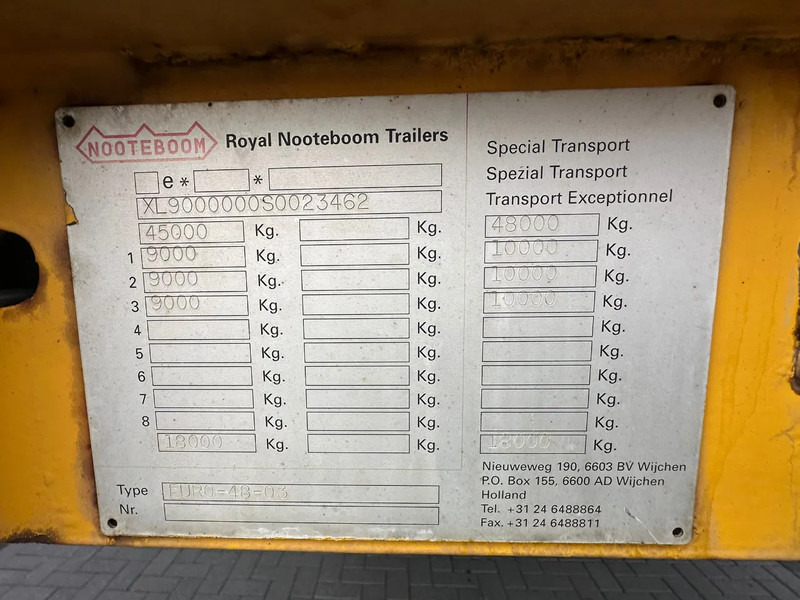 NOOTEBOOM Royal Nooteboom Trailers
Special Transport
Spezial Transport
Transport Exceptionnel
e* *
XL9000000S0023462
45000 Kg. Kg. 48000 Kg.
1 9000 Kg. Kg. 10000 Kg.
2 9000 Kg. Kg. 10000 Kg.
3 9000 Kg. Kg. 10000 Kg.
4 Kg. Kg. Kg.
5 Kg. Kg. Kg.
6 Kg. Kg. Kg.
7 Kg. Kg. Kg.
8 Kg. Kg. Kg.
18000 Kg. Kg. 18000 Kg.
Type EURO-48-03
Nr.
Nieuweweg 190, 6603 BV Wijchen
P.O. Box 155, 6600 AD Wijchen
Holland
Tel. +31 24 6488864
Fax. +31 24 6488811